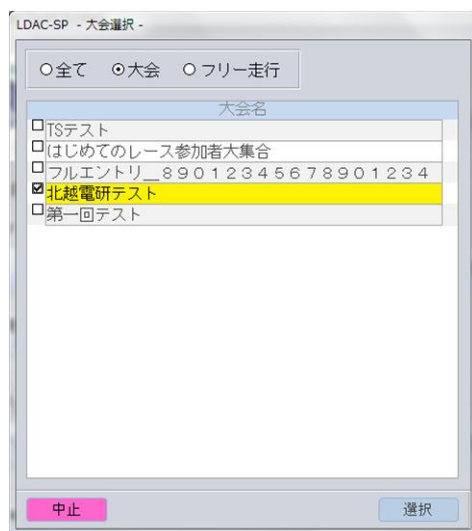 LDAC-SP - 大会選択 -
全て 大会 フリー走行
大会名
TSテスト
はじめてのレース参加者大集合
フルエントリ__８９０１２３４５６７８９０１２３４
北越電研テスト
第一回テスト
中止 選択